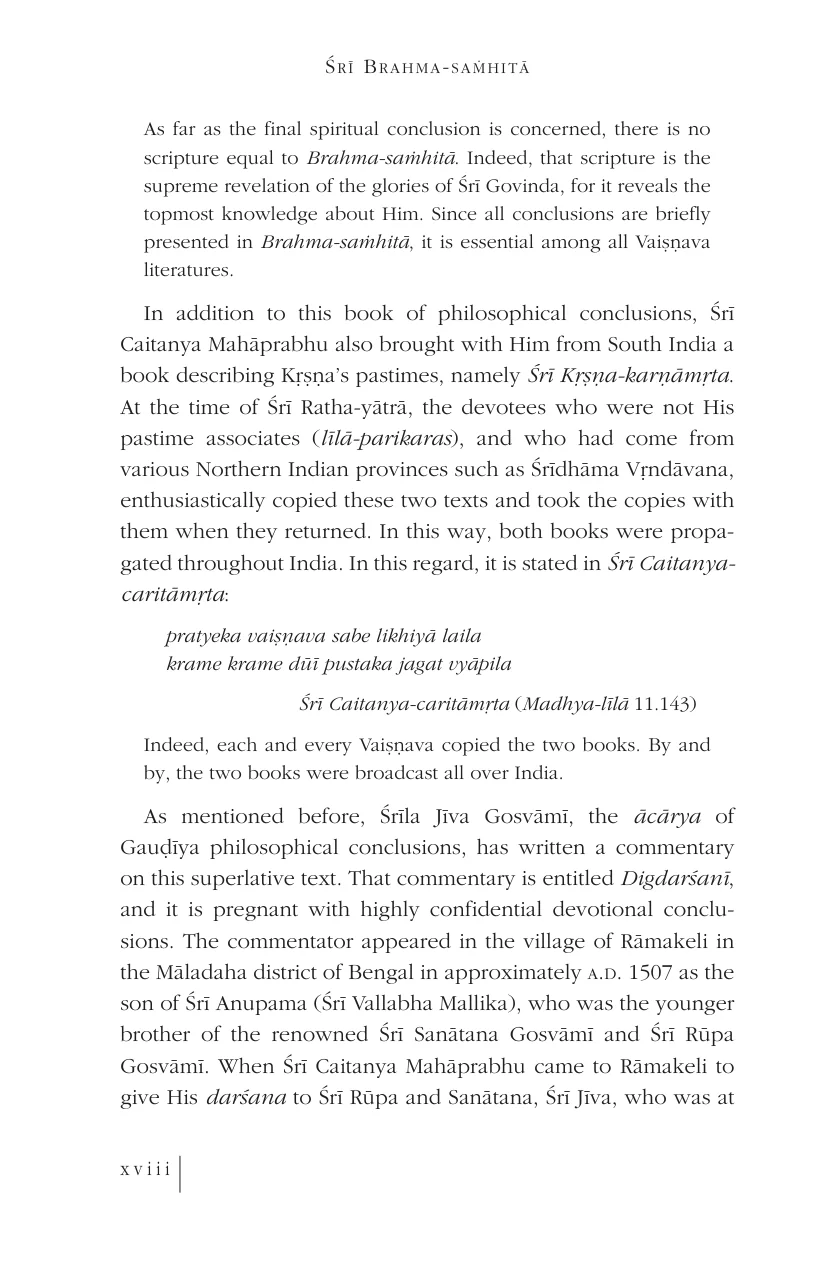 Śrī Brahma-saṁhitā
As far as the final spiritual conclusion is concerned, there is no
scripture equal to Brahma-saṁhitā. Indeed, that scripture is the
supreme revelation of the glories of Śrī Govinda, for it reveals the
topmost knowledge about Him. Since all conclusions are briefly
presented in Brahma-saṁhitā, it is essential among all Vaiṣṇava
literatures.
In addition to this book of philosophical conclusions, Śrī
Caitanya Mahāprabhu also brought with Him from South India a
book describing Kṛṣṇa’s pastimes, namely Śrī Kṛṣṇa-karṇāmṛta.
At the time of Śrī Ratha-yātrā, the devotees who were not His
pastime associates (līlā-parikaras), and who had come from
various Northern Indian provinces such as Śrīdhāma Vṛndāvana,
enthusiastically copied these two texts and took the copies with
them when they returned. In this way, both books were propa-
gated throughout India. In this regard, it is stated in Śrī Caitanya-
caritāmṛta:
pratyeka vaiṣṇava sabe likhiyā laila
krame krame dūī pustaka jagat vyāpila
Śrī Caitanya-caritāmṛta (Madhya-līlā 11.143)
Indeed, each and every Vaiṣṇava copied the two books. By and
by, the two books were broadcast all over India.
As mentioned before, Śrīla Jīva Gosvāmī, the ācārya of
Gauḍīya philosophical conclusions, has written a commentary
on this superlative text. That commentary is entitled Digdarśanī,
and it is pregnant with highly confidential devotional conclu-
sions. The commentator appeared in the village of Rāmakeli in
the Māladaha district of Bengal in approximately A.D. 1507 as the
son of Śrī Anupama (Śrī Vallabha Mallika), who was the younger
brother of the renowned Śrī Sanātana Gosvāmī and Śrī Rūpa
Gosvāmī. When Śrī Caitanya Mahāprabhu came to Rāmakeli to
give His darśana to Śrī Rūpa and Sanātana, Śrī Jīva, who was at
xviii